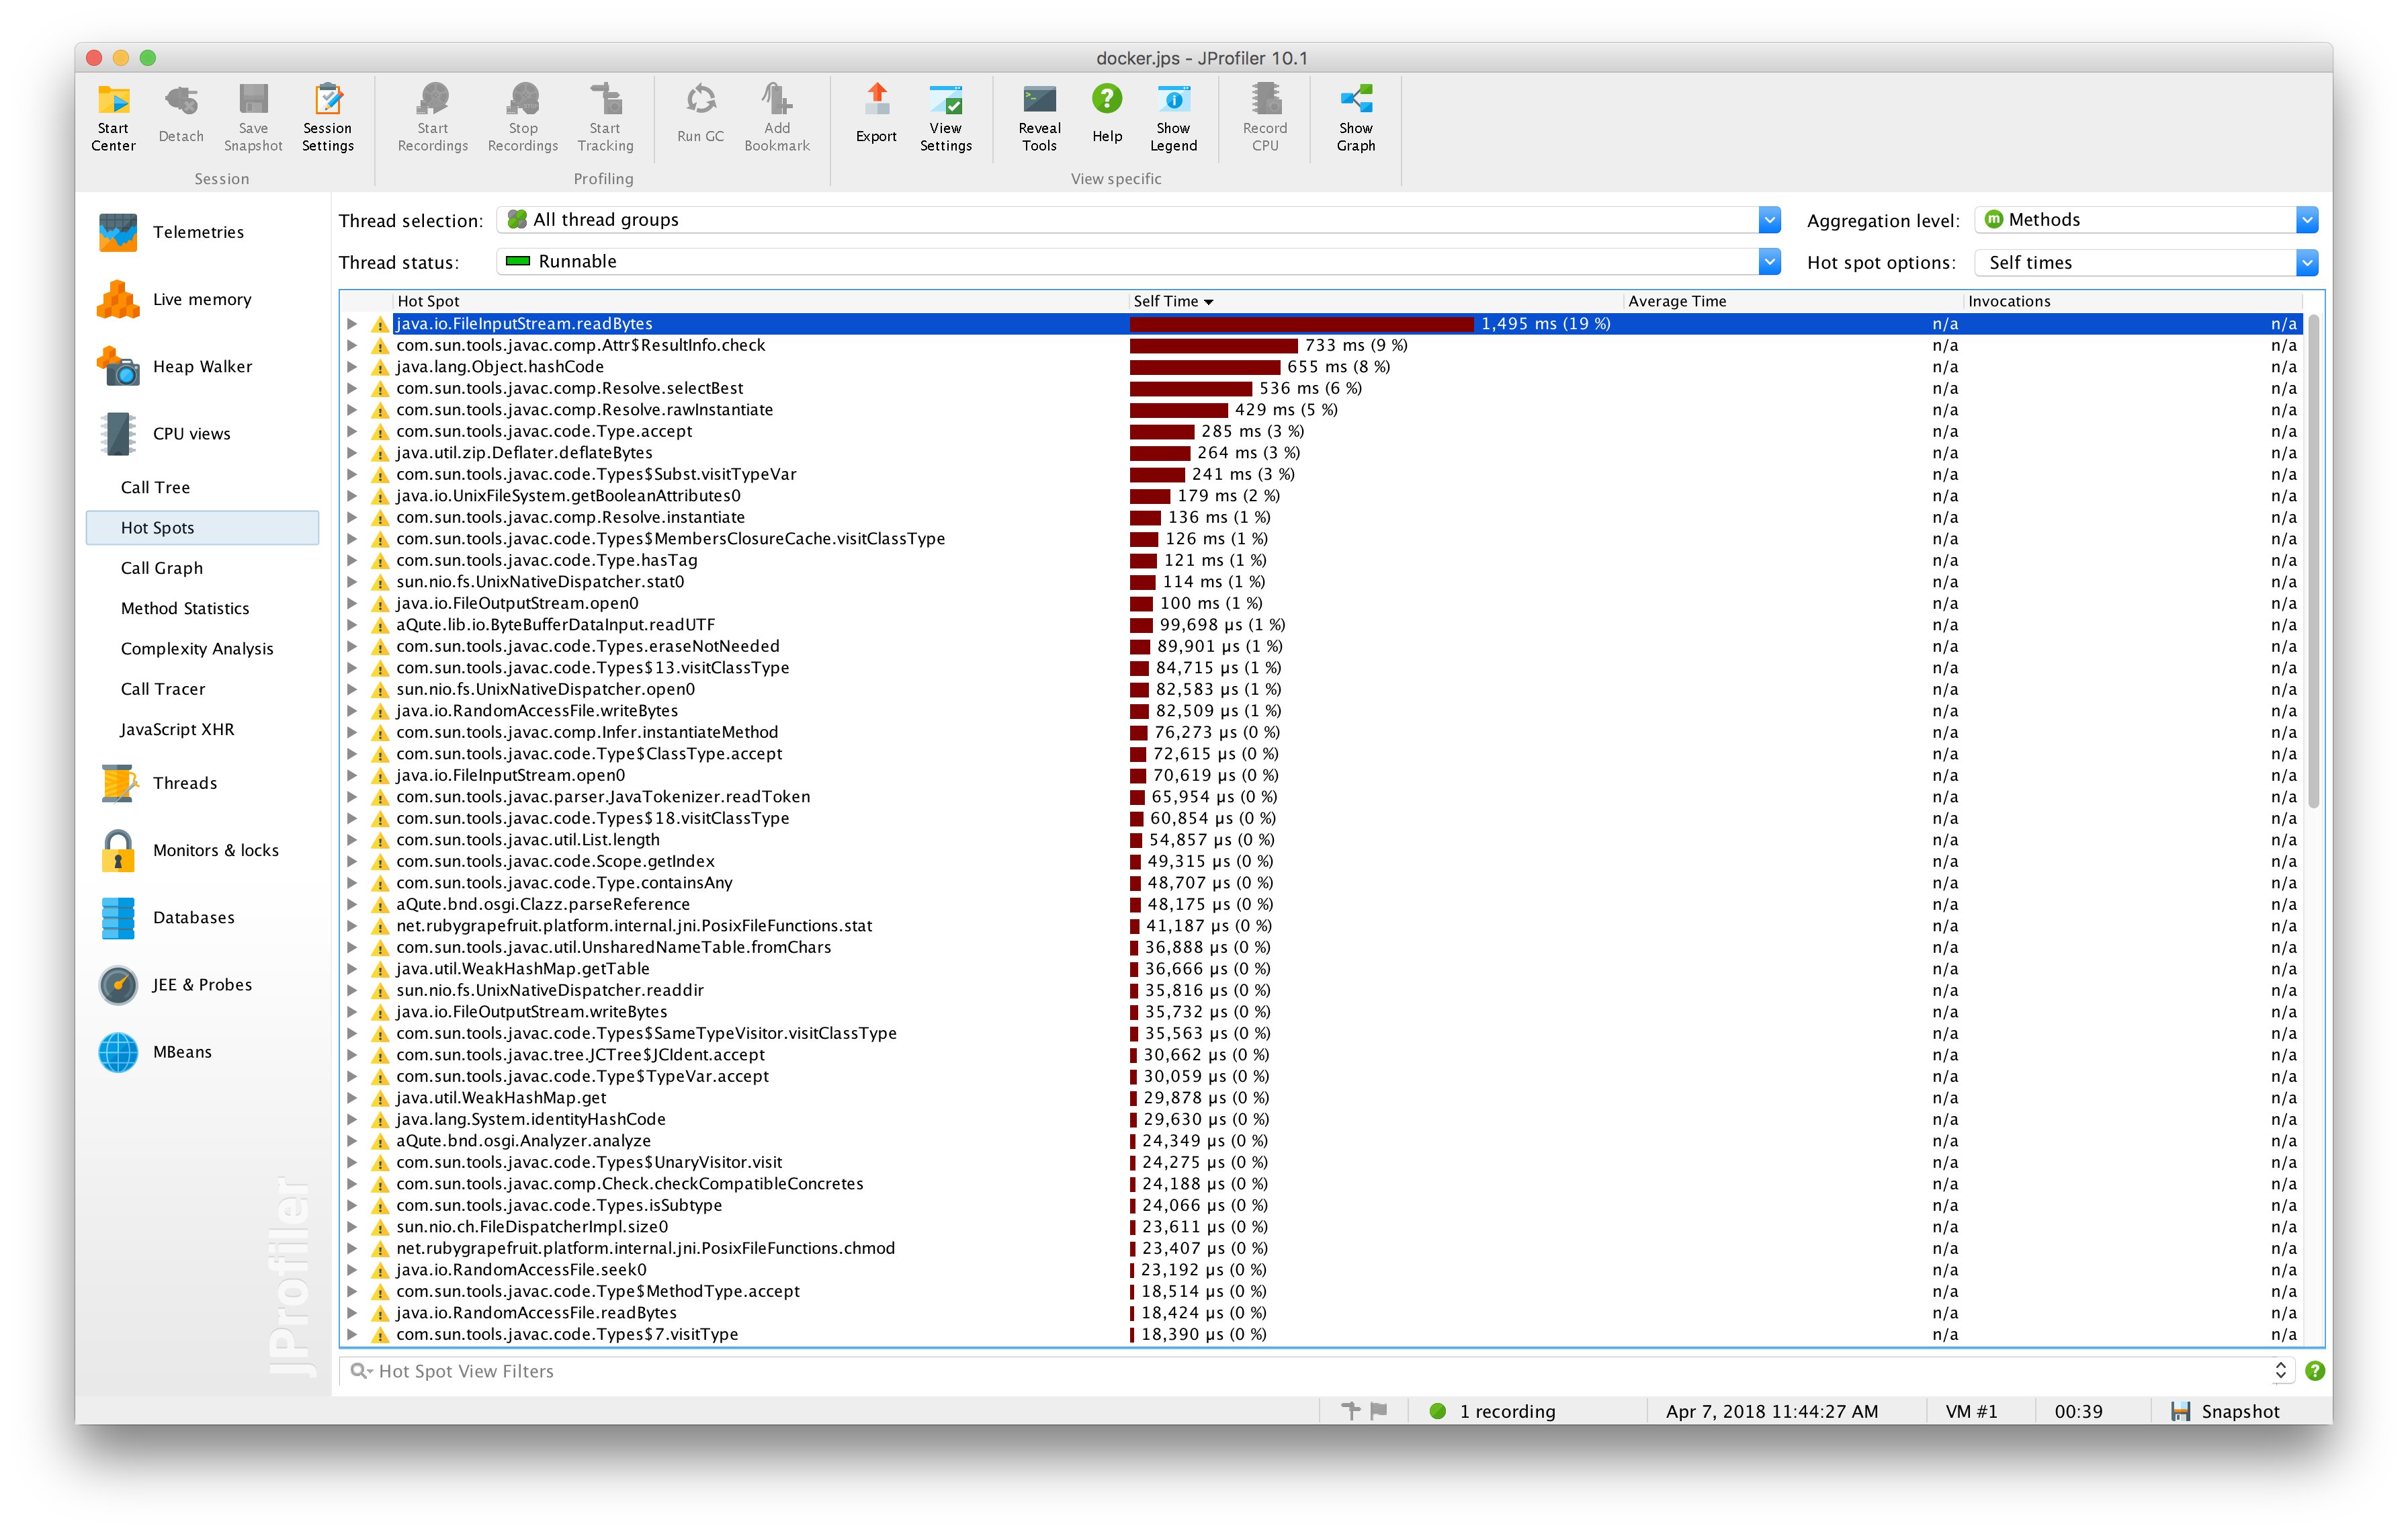 docker.jps - JProfiler 10.1
Start Center
Detach
Save Snapshot
Session Settings
Start Recordings
Stop Recordings
Start Tracking
Run GC
Add Bookmark
Export
View Settings
Reveal Tools
Help
Show Legend
Record CPU
Show Graph
Session
Profiling
View specific
Telemetries
Live memory
Heap Walker
CPU views
Call Tree
Hot Spots
Call Graph
Method Statistics
Complexity Analysis
Call Tracer
JavaScript XHR
Threads
Monitors & locks
Databases
JEE & Probes
MBeans
JProfiler
Thread selection: All thread groups
Aggregation level: m Methods
Thread status: Runnable
Hot spot options: Self times
Hot Spot Self Time Average Time Invocations
java.io.FileInputStream.readBytes 1,495 ms (19 %) n/a n/a
com.sun.tools.javac.comp.Attr$ResultInfo.check 733 ms (9 %) n/a n/a
java.lang.Object.hashCode 655 ms (8 %) n/a n/a
com.sun.tools.javac.comp.Resolve.selectBest 536 ms (6 %) n/a n/a
com.sun.tools.javac.comp.Resolve.rawInstantiate 429 ms (5 %) n/a n/a
com.sun.tools.javac.code.Type.accept 285 ms (3 %) n/a n/a
java.util.zip.Deflater.deflateBytes 264 ms (3 %) n/a n/a
com.sun.tools.javac.code.Types$Subst.visitTypeVar 241 ms (3 %) n/a n/a
java.io.UnixFileSystem.getBooleanAttributes0 179 ms (2 %) n/a n/a
com.sun.tools.javac.comp.Resolve.instantiate 136 ms (1 %) n/a n/a
com.sun.tools.javac.code.Types$MembersClosureCache.visitClassType 126 ms (1 %) n/a n/a
com.sun.tools.javac.code.Type.hasTag 121 ms (1 %) n/a n/a
sun.nio.fs.UnixNativeDispatcher.stat0 114 ms (1 %) n/a n/a
java.io.FileOutputStream.open0 100 ms (1 %) n/a n/a
aQute.lib.io.ByteBufferDataInput.readUTF 99,698 µs (1 %) n/a n/a
com.sun.tools.javac.code.Types.eraseNotNeeded 89,901 µs (1 %) n/a n/a
com.sun.tools.javac.code.Types$13.visitClassType 84,715 µs (1 %) n/a n/a
sun.nio.fs.UnixNativeDispatcher.open0 82,583 µs (1 %) n/a n/a
java.io.RandomAccessFile.writeBytes 82,509 µs (1 %) n/a n/a
com.sun.tools.javac.comp.Infer.instantiateMethod 76,273 µs (0 %) n/a n/a
com.sun.tools.javac.code.Type$ClassType.accept 72,615 µs (0 %) n/a n/a
java.io.FileInputStream.open0 70,619 µs (0 %) n/a n/a
com.sun.tools.javac.parser.JavaTokenizer.readToken 65,954 µs (0 %) n/a n/a
com.sun.tools.javac.code.Types$18.visitClassType 60,854 µs (0 %) n/a n/a
com.sun.tools.javac.util.List.length 54,857 µs (0 %) n/a n/a
com.sun.tools.javac.code.Scope.getIndex 49,315 µs (0 %) n/a n/a
com.sun.tools.javac.code.Type.containsAny 48,707 µs (0 %) n/a n/a
aQute.bnd.osgi.Clazz.parseReference 48,175 µs (0 %) n/a n/a
net.rubygrapefruit.platform.internal.jni.PosixFileFunctions.stat 41,187 µs (0 %) n/a n/a
com.sun.tools.javac.util.UnsharedNameTable.fromChars 36,888 µs (0 %) n/a n/a
java.util.WeakHashMap.getTable 36,666 µs (0 %) n/a n/a
sun.nio.fs.UnixNativeDispatcher.readdir 35,816 µs (0 %) n/a n/a
java.io.FileOutputStream.writeBytes 35,732 µs (0 %) n/a n/a
com.sun.tools.javac.code.Types$SameTypeVisitor.visitClassType 35,563 µs (0 %) n/a n/a
com.sun.tools.javac.tree.JCTree$JCIdent.accept 30,662 µs (0 %) n/a n/a
com.sun.tools.javac.code.Type$TypeVar.accept 30,059 µs (0 %) n/a n/a
java.util.WeakHashMap.get 29,878 µs (0 %) n/a n/a
java.lang.System.identityHashCode 29,630 µs (0 %) n/a n/a
aQute.bnd.osgi.Analyzer.analyze 24,349 µs (0 %) n/a n/a
com.sun.tools.javac.code.Types$UnaryVisitor.visit 24,275 µs (0 %) n/a n/a
com.sun.tools.javac.comp.Check.checkCompatibleConcretes 24,188 µs (0 %) n/a n/a
com.sun.tools.javac.code.Types.isSubtype 24,066 µs (0 %) n/a n/a
sun.nio.ch.FileDispatcherImpl.size0 23,611 µs (0 %) n/a n/a
net.rubygrapefruit.platform.internal.jni.PosixFileFunctions.chmod 23,407 µs (0 %) n/a n/a
java.io.RandomAccessFile.seek0 23,192 µs (0 %) n/a n/a
com.sun.tools.javac.code.Type$MethodType.accept 18,514 µs (0 %) n/a n/a
java.io.RandomAccessFile.readBytes 18,424 µs (0 %) n/a n/a
com.sun.tools.javac.code.Types$7.visitType 18,390 µs (0 %) n/a n/a
Hot Spot View Filters
1 recording
Apr 7, 2018 11:44:27 AM
VM #1
00:39
Snapshot